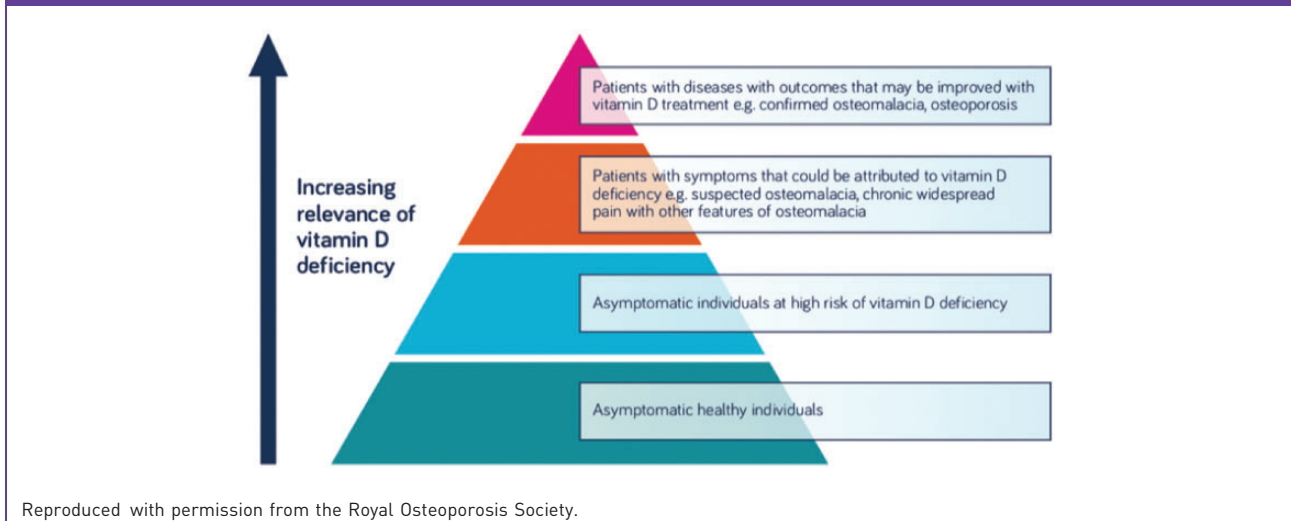 Patients with diseases with outcomes that may be improved with
vitamin D treatment e.g. confirmed osteomalacia, osteoporosis
Patients with symptoms that could be attributed to vitamin D
deficiency e.g. suspected osteomalacia, chronic widespread
pain with other features of osteomalacia
Increasing
relevance of
vitamin D
deficiency
Asymptomatic individuals at high risk of vitamin D deficiency
Asymptomatic healthy individuals
Reproduced with permission from the Royal Osteoporosis Society.